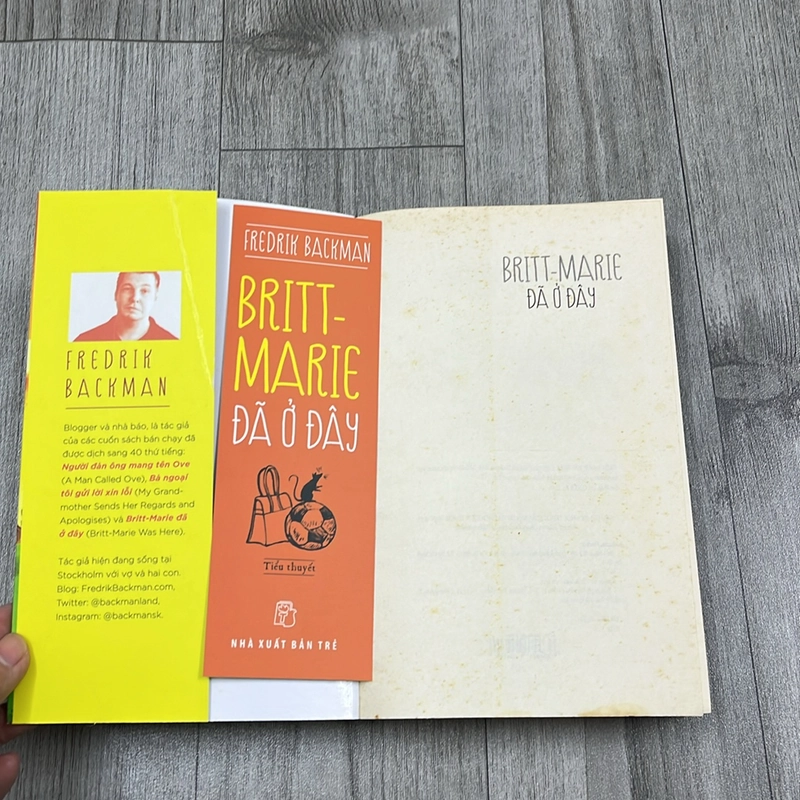 FREDRIK
BACKMAN
Blogger và nhà báo, là tác giả
của các cuốn sách bán chạy đã
được dịch sang 40 thứ tiếng:
Người đàn ông mang tên Ove
(A Man Called Ove), Bà ngoại
tôi gửi lời xin lỗi (My Grand-
mother Sends Her Regards and
Apologises) và Britt-Marie đã
ở đây (Britt-Marie Was Here).
Tác giả hiện đang sống tại
Stockholm với vợ và hai con.
Blog: FredrikBackman.com,
Twitter: @backmanland,
Instagram: @backmansk.
FREDRIK BACKMAN
BRITT-
MARIE
ĐÃ Ở ĐÂY
Tiểu thuyết
NHÀ XUẤT BẢN TRẺ
BRITT-MARIE
ĐÃ Ở ĐÂY